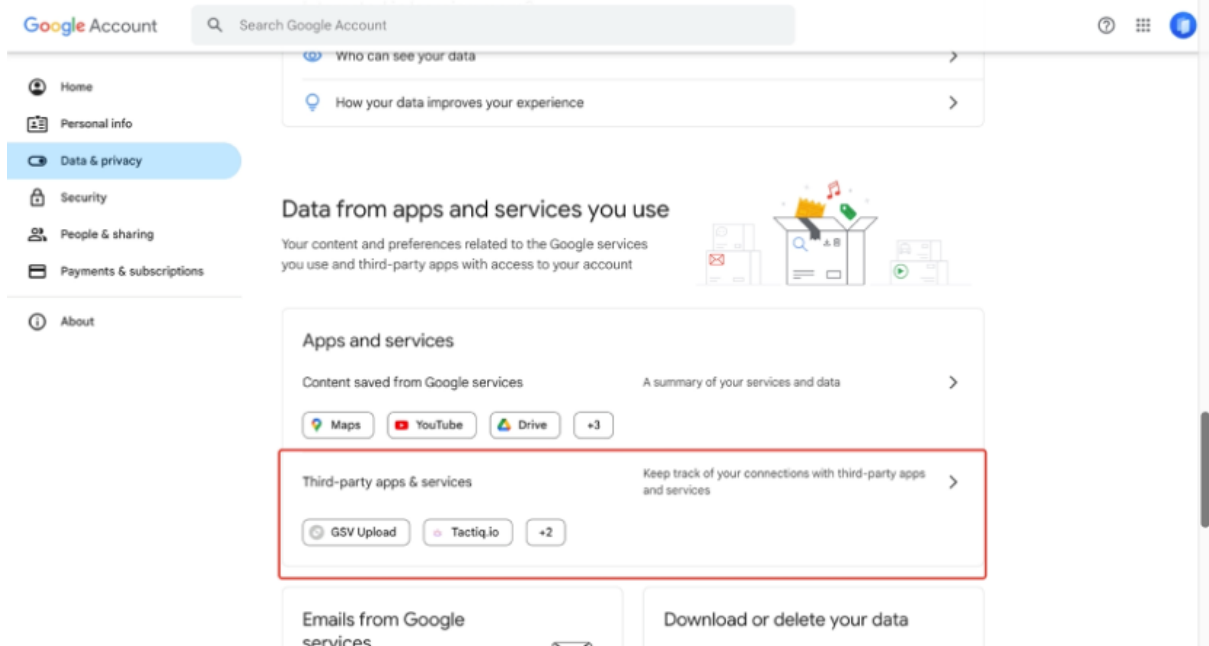 Google Account
Search Google Account
Who can see your data
How your data improves your experience
Home
Personal info
Data & privacy
Security
People & sharing
Payments & subscriptions
About
Data from apps and services you use
Your content and preferences related to the Google services
you use and third-party apps with access to your account
Apps and services
Content saved from Google services
A summary of your services and data
Maps
YouTube
Drive
+3
Third-party apps & services
Keep track of your connections with third-party apps
and services
GSV Upload
Tactiq.io
+2
Emails from Google
services
Download or delete your data